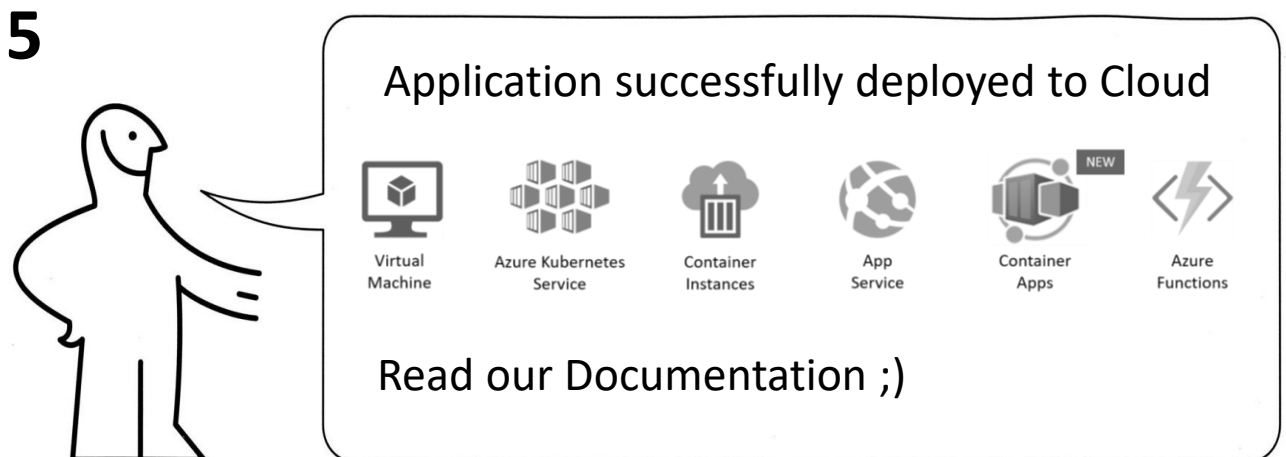 5
Application successfully deployed to Cloud
NEW
Virtual
Machine
Azure Kubernetes
Service
Container
Instances
App
Service
Container
Apps
Azure
Functions
Read our Documentation ;)